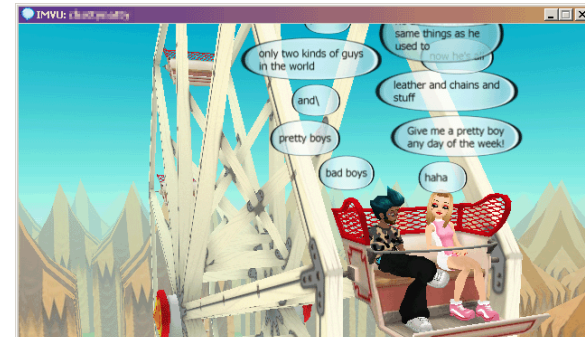 IMVU:
same things as he
used to
now he's all
only two kinds of guys
in the world
leather and chains and
stuff
and\
pretty boys
Give me a pretty boy
any day of the week!
bad boys
haha